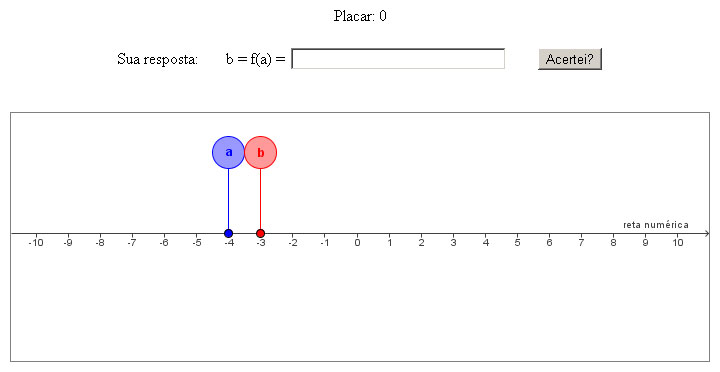 Placar: 0
Sua resposta: b = f(a) =
Acertei?
a b
reta numérica
-10 -9 -8 -7 -6 -5 -4 -3 -2 -1 0 1 2 3 4 5 6 7 8 9 10